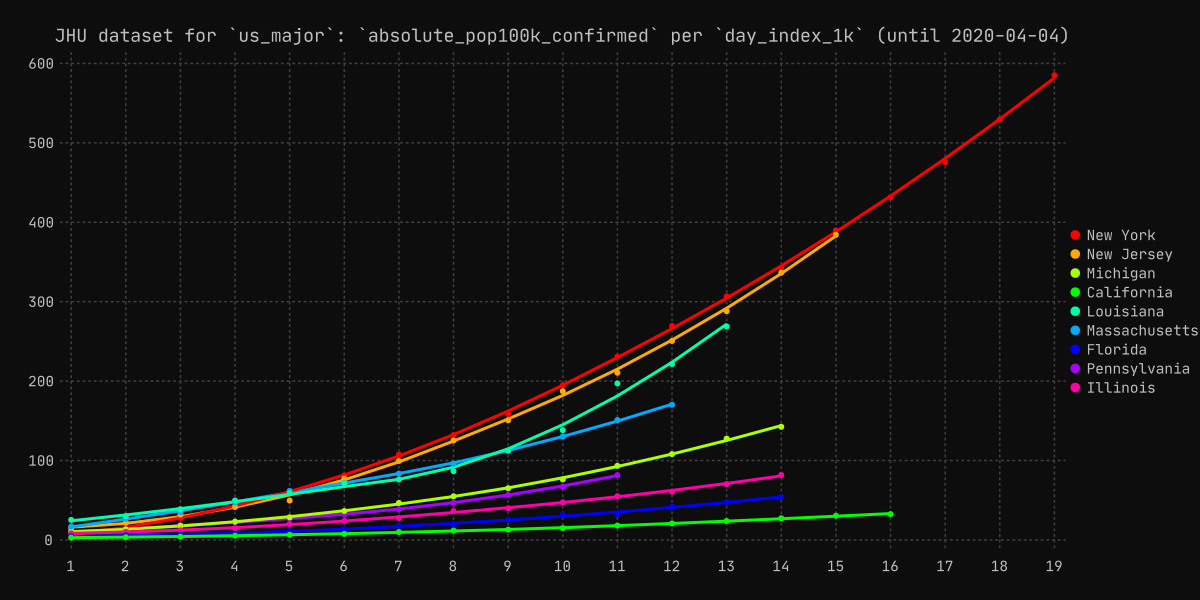 JHU dataset for `us_major`: `absolute_pop100k_confirmed` per `day_index_1k` (until 2020-04-04)
600
500
400
300
200
100
0
1 2 3 4 5 6 7 8 9 10 11 12 13 14 15 16 17 18 19
New York
New Jersey
Michigan
California
Louisiana
Massachusetts
Florida
Pennsylvania
Illinois